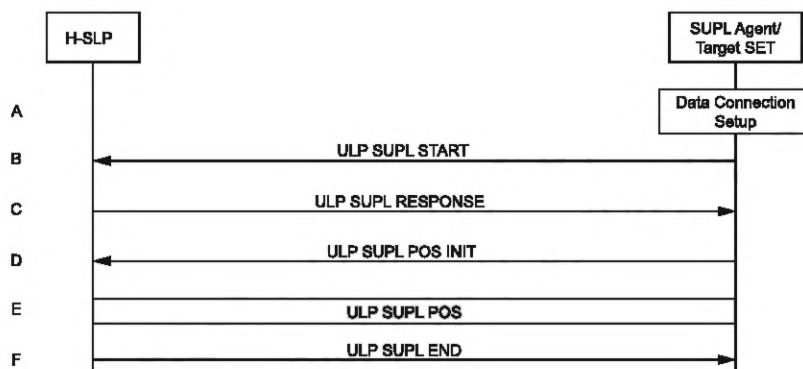 H-SLP
SUPL Agent/
Target SET
A
Data Connection
Setup
B
ULP SUPL START
C
ULP SUPL RESPONSE
D
ULP SUPL POS INIT
E
ULP SUPL POS
F
ULP SUPL END